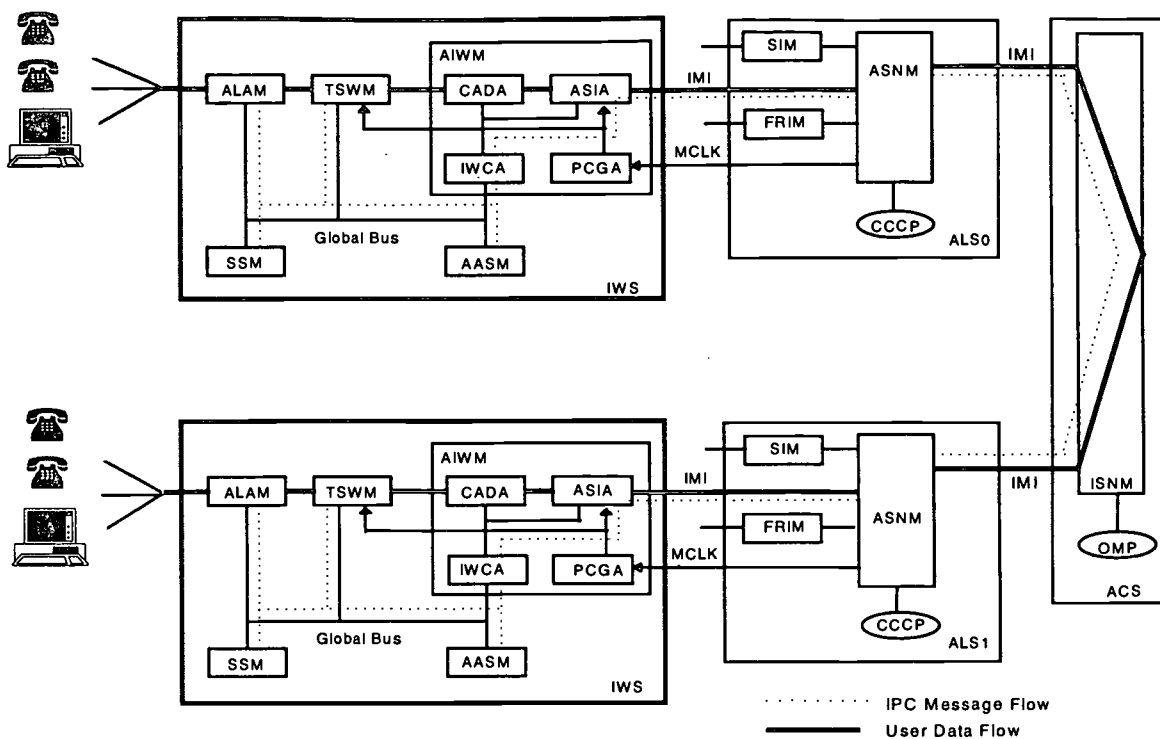 AIWM
ALAM
TSWM
CADA
ASIA
IWCA
PCGA
Global Bus
SSM
AASM
IWS
IMI
MCLK
SIM
FRIM
ASNM
CCCP
ALS0
IMI
AIWM
ALAM
TSWM
CADA
ASIA
IWCA
PCGA
Global Bus
SSM
AASM
IWS
IMI
MCLK
SIM
FRIM
ASNM
CCCP
ALS1
IMI
ISNM
OMP
ACS
IPC Message Flow
User Data Flow